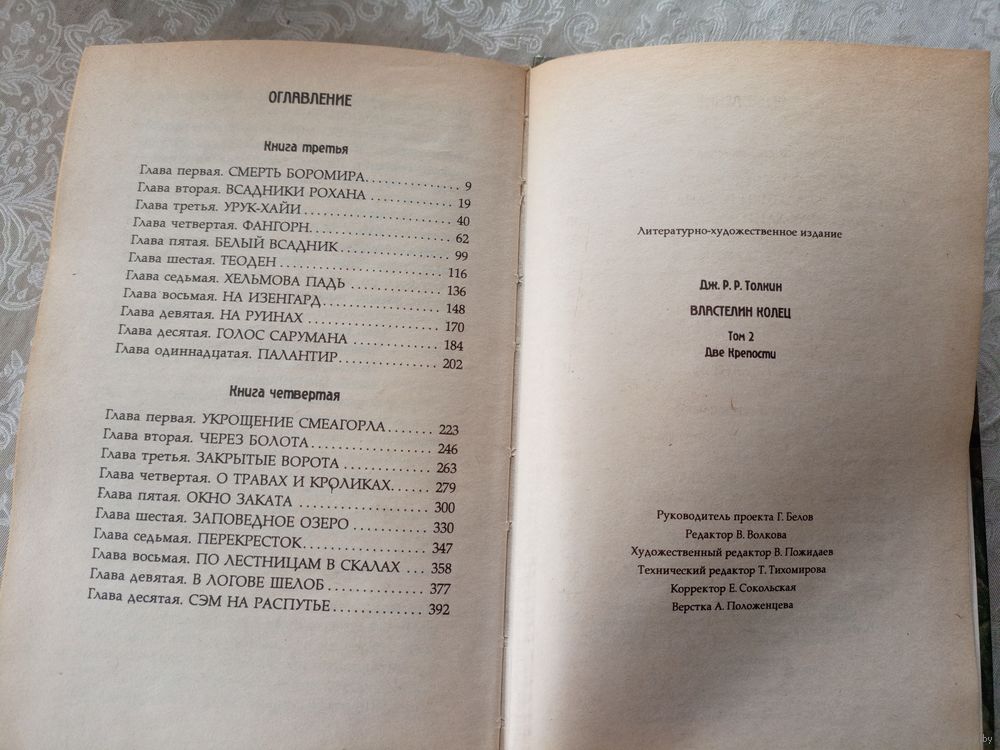 ОГЛАВЛЕНИЕ
Книга третья
Глава первая. СМЕРТЬ БОРОМИРА. . . . . . . . . . . . . . 9
Глава вторая. ВСАДНИКИ РОХАНА . . . . . . . . . . . . . 19
Глава третья. УРУК-ХАЙИ . . . . . . . . . . . . . . . . . . . . . . 40
Глава четвертая. ФАНГОРН. . . . . . . . . . . . . . . . . . . . . 62
Глава пятая. БЕЛЫЙ ВСАДНИК . . . . . . . . . . . . . . . . 99
Глава шестая. ТЕОДЕН . . . . . . . . . . . . . . . . . . . . . . . . 116
Глава седьмая. ХЕЛЬМОВА ПАДЬ . . . . . . . . . . . . . 136
Глава восьмая. НА ИЗЕНГАРД. . . . . . . . . . . . . . . . . 148
Глава девятая. НА РУИНАХ . . . . . . . . . . . . . . . . . . . 170
Глава десятая. ГОЛОС САРУМАНА . . . . . . . . . . . . 184
Глава одиннадцатая. ПАЛАНТИР. . . . . . . . . . . . . . . 202
Книга четвертая
Глава первая. УКРОЩЕНИЕ СМЕАГОРЛА. . . . . . . 223
Глава вторая. ЧЕРЕЗ БОЛОТА. . . . . . . . . . . . . . . . . . 246
Глава третья. ЗАКРЫТЫЕ ВОРОТА . . . . . . . . . . . . . 263
Глава четвертая. О ТРАВАХ И КРОЛИКАХ. . . . . . 279
Глава пятая. ОКНО ЗАКАТА . . . . . . . . . . . . . . . . . . . 300
Глава шестая. ЗАПОВЕДНОЕ ОЗЕРО . . . . . . . . . . . 330
Глава седьмая. ПЕРЕКРЕСТОК. . . . . . . . . . . . . . . . . 347
Глава восьмая. ПО ЛЕСТНИЦАМ В СКАЛАХ . . . 358
Глава девятая. В ЛОГОВЕ ШЕЛОБ . . . . . . . . . . . . . 377
Глава десятая. СЭМ НА РАСПУТЬЕ . . . . . . . . . . . . . 392
Литературно-художественное издание
Дж. Р. Р. Толкин
ВЛАСТЕЛИН КОЛЕЦ
Том 2
Две Крепости
Руководитель проекта Г. Белов
Редактор В. Волкова
Художественный редактор В. Пожидаев
Технический редактор Т. Тихомирова
Корректор Е. Сокольская
Верстка А. Положенцева
by